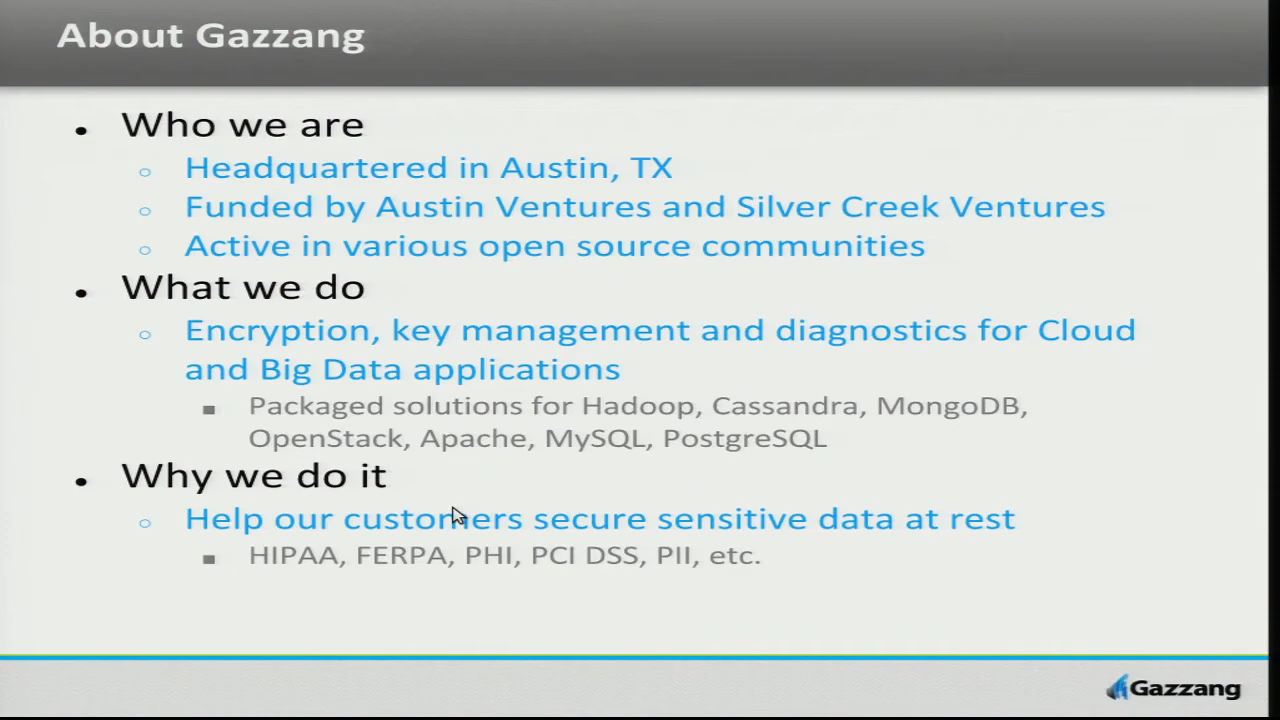 About Gazzang
• Who we are
○ Headquartered in Austin, TX
○ Funded by Austin Ventures and Silver Creek Ventures
○ Active in various open source communities
• What we do
○ Encryption, key management and diagnostics for Cloud
and Big Data applications
■ Packaged solutions for Hadoop, Cassandra, MongoDB,
OpenStack, Apache, MySQL, PostgreSQL
• Why we do it
○ Help our customers secure sensitive data at rest
■ HIPAA, FERPA, PHI, PCI DSS, PII, etc.
Gazzang